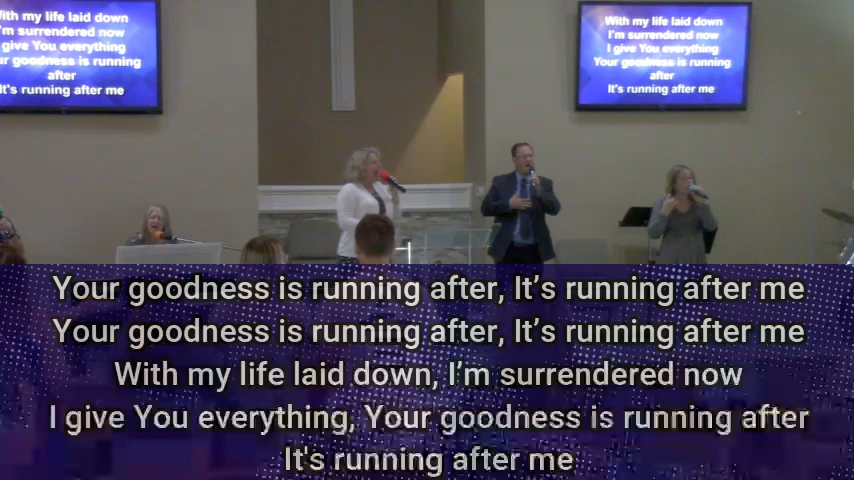 With my life laid down
I'm surrendered now
give You everything
goodness is running
after
It's running after me
With my life laid down
I'm surrendered now
I give You everything
Your goodness is running
after
It's running after me
Your goodness is running after, It’s running after me
Your goodness is running after, It’s running after me
With my life laid down, I’m surrendered now
I give You everything, Your goodness is running after
It's running after me